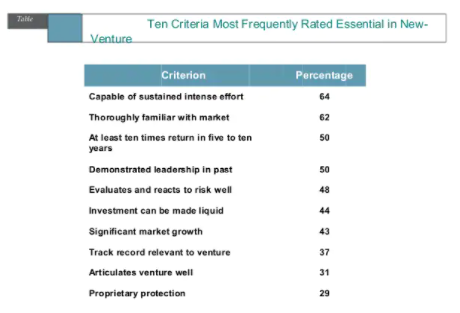 Table
Ten Criteria Most Frequently Rated Essential in New-
Venture
Criterion Percentage
Capable of sustained intense effort 64
Thoroughly familiar with market 62
At least ten times return in five to ten 50
years
Demonstrated leadership in past 50
Evaluates and reacts to risk well 48
Investment can be made liquid 44
Significant market growth 43
Track record relevant to venture 37
Articulates venture well 31
Proprietary protection 29